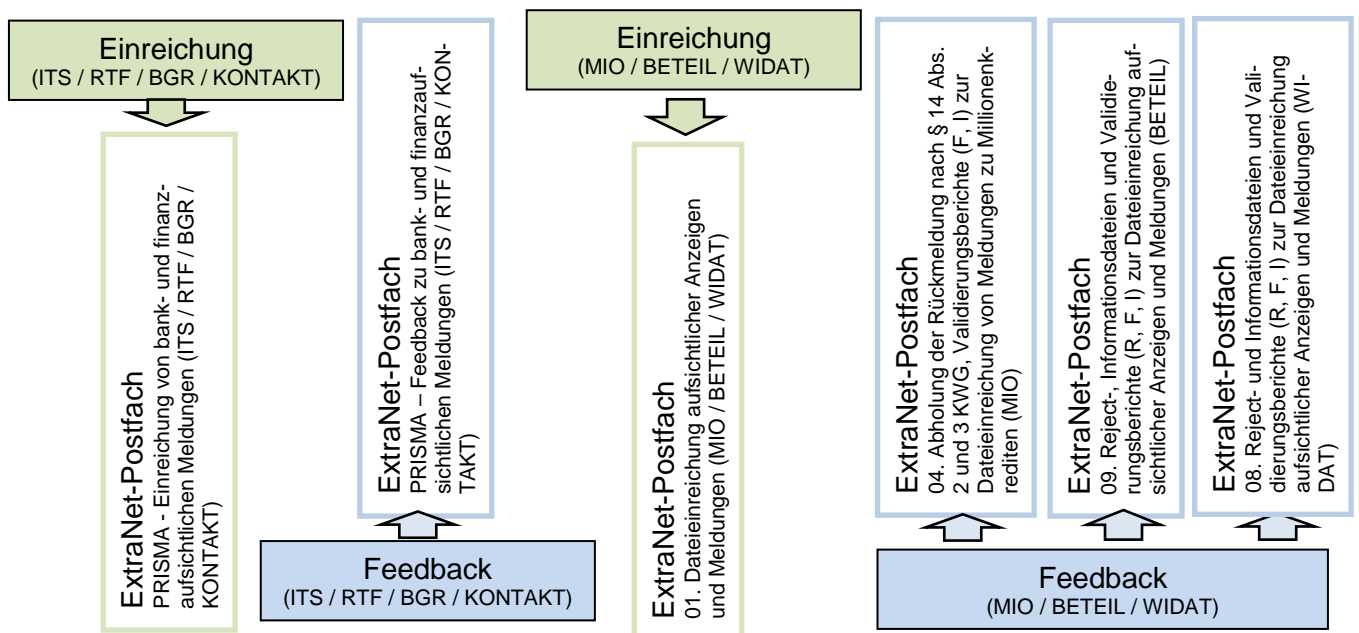 Einreichung
(ITS / RTF / BGR / KONTAKT)
ExtraNet-Postfach
PRISMA - Einreichung von bank- und finanz-
aufsichtlichen Meldungen (ITS / RTF / BGR /
KONTAKT)
ExtraNet-Postfach
PRISMA – Feedback zu bank- und finanzauf-
sichtlichen Meldungen (ITS / RTF / BGR / KON-
TAKT)
Feedback
(ITS / RTF / BGR / KONTAKT)
Einreichung
(MIO / BETEIL / WIDAT)
ExtraNet-Postfach
01. Dateieinreichung aufsichtlicher Anzeigen
und Meldungen (MIO / BETEIL / WIDAT)
ExtraNet-Postfach
04. Abholung der Rückmeldung nach § 14 Abs.
2 und 3 KWG, Validierungsberichte (F, I) zur
Dateieinreichung von Meldungen zu Millionenk-
rediten (MIO)
ExtraNet-Postfach
09. Reject-, Informationsdateien und Validie-
rungsberichte (R, F, I) zur Dateieinreichung auf-
sichtlicher Anzeigen und Meldungen (BETEIL)
ExtraNet-Postfach
08. Reject- und Informationsdateien und Vali-
dierungsberichte (R, F, I) zur Dateieinreichung
aufsichtlicher Anzeigen und Meldungen (WI-
DAT)
Feedback
(MIO / BETEIL / WIDAT)